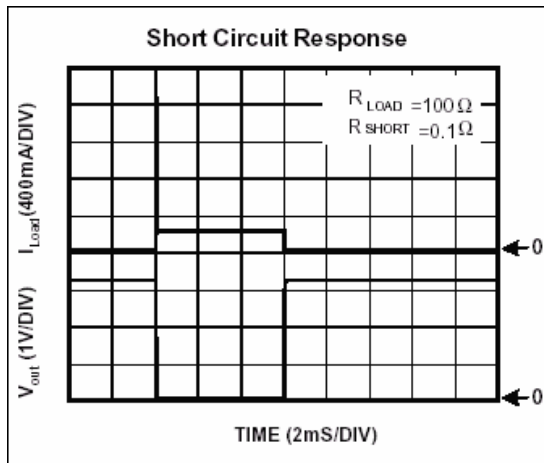 Short Circuit Response
R LOAD =100Ω
R SHORT =0.1Ω
I Load (400mA/DIV)
0
V out (1V/DIV)
0
TIME (2mS/DIV)